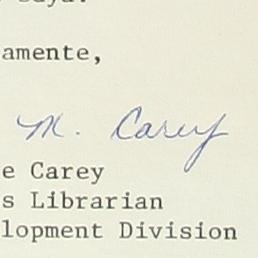 amente,
M. Carey
e Carey
s Librarian
lopment Division